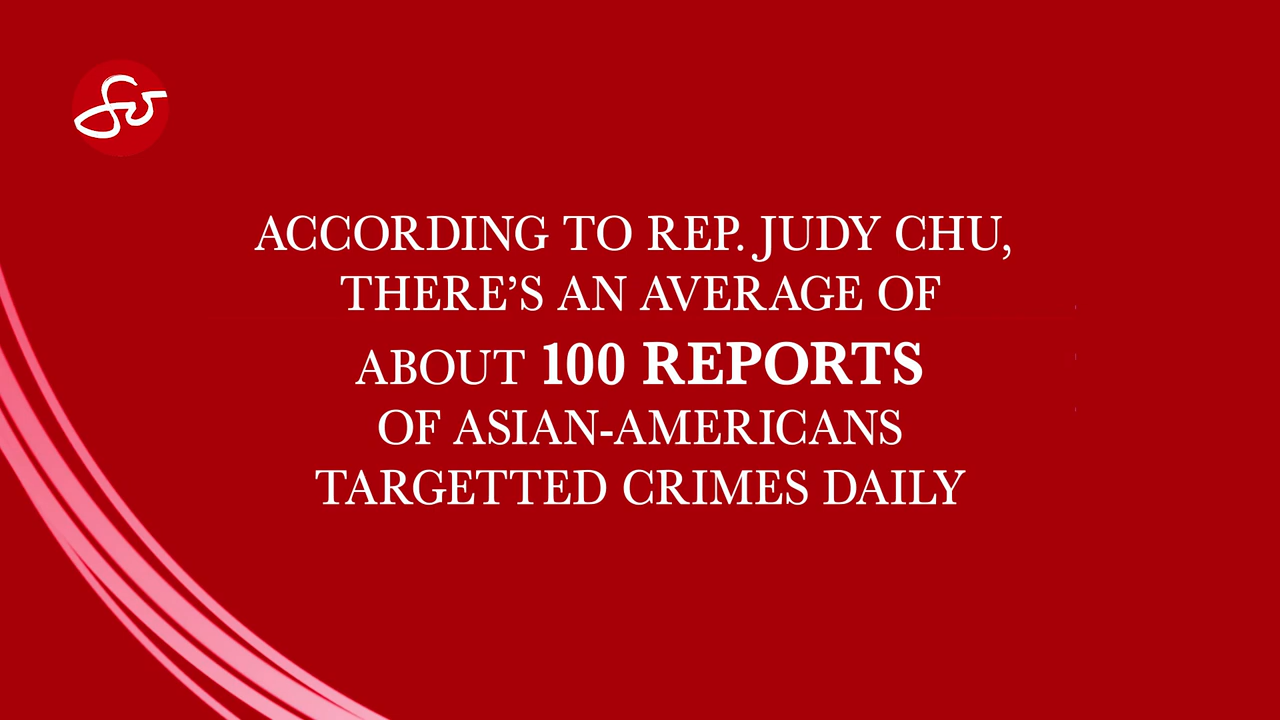 ACCORDING TO REP. JUDY CHU,
THERE'S AN AVERAGE OF
ABOUT 100 REPORTS
OF ASIAN-AMERICANS
TARGETTED CRIMES DAILY